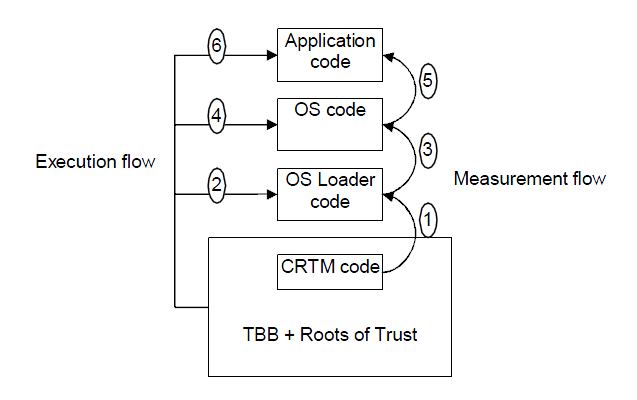 6
Application
code
5
4
OS code
3
Execution flow
2
OS Loader
code
Measurement flow
1
CRTM code
TBB + Roots of Trust